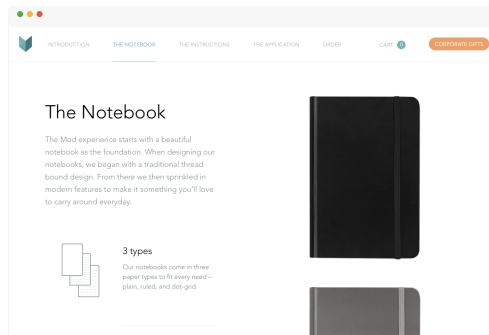 INTRODUCTION THE NOTEBOOK THE INSTRUCTIONS THE APPLICATION ORDER CART 0 CORPORATE GIFTS
The Notebook
The Mod experience starts with a beautiful
notebook as the foundation. When designing our
notebooks, we began with a traditional thread
bound design. From there we then sprinkled in
modern features to make it something you'll love
to carry around everyday.
3 types
Our notebooks come in three
paper types to fit every need –
plain, ruled, and dot-grid.